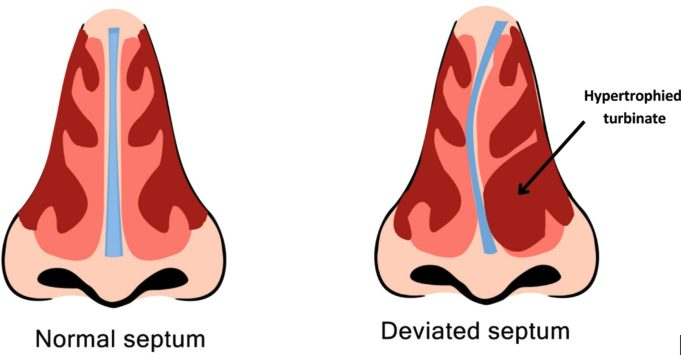 Hypertrophied
turbinate
Normal septum
Deviated septum